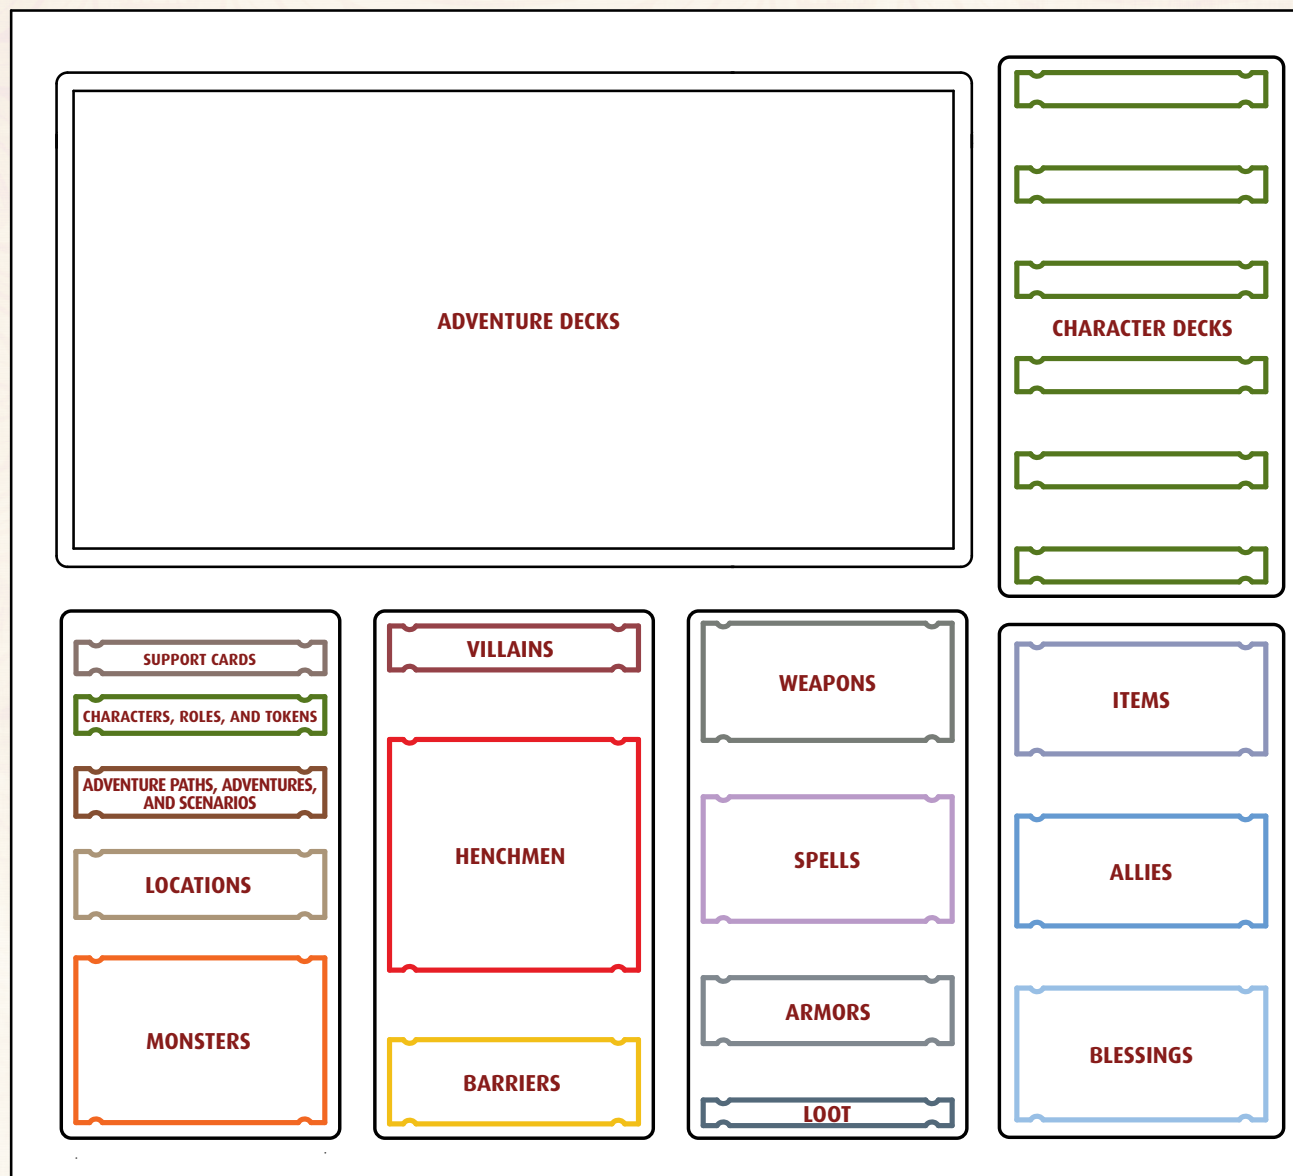 ADVENTURE DECKS
CHARACTER DECKS
SUPPORT CARDS
CHARACTERS, ROLES, AND TOKENS
ADVENTURE PATHS, ADVENTURES,
AND SCENARIOS
LOCATIONS
MONSTERS
VILLAINS
HENCHMEN
BARRIERS
WEAPONS
SPELLS
ARMORS
LOOT
ITEMS
ALLIES
BLESSINGS